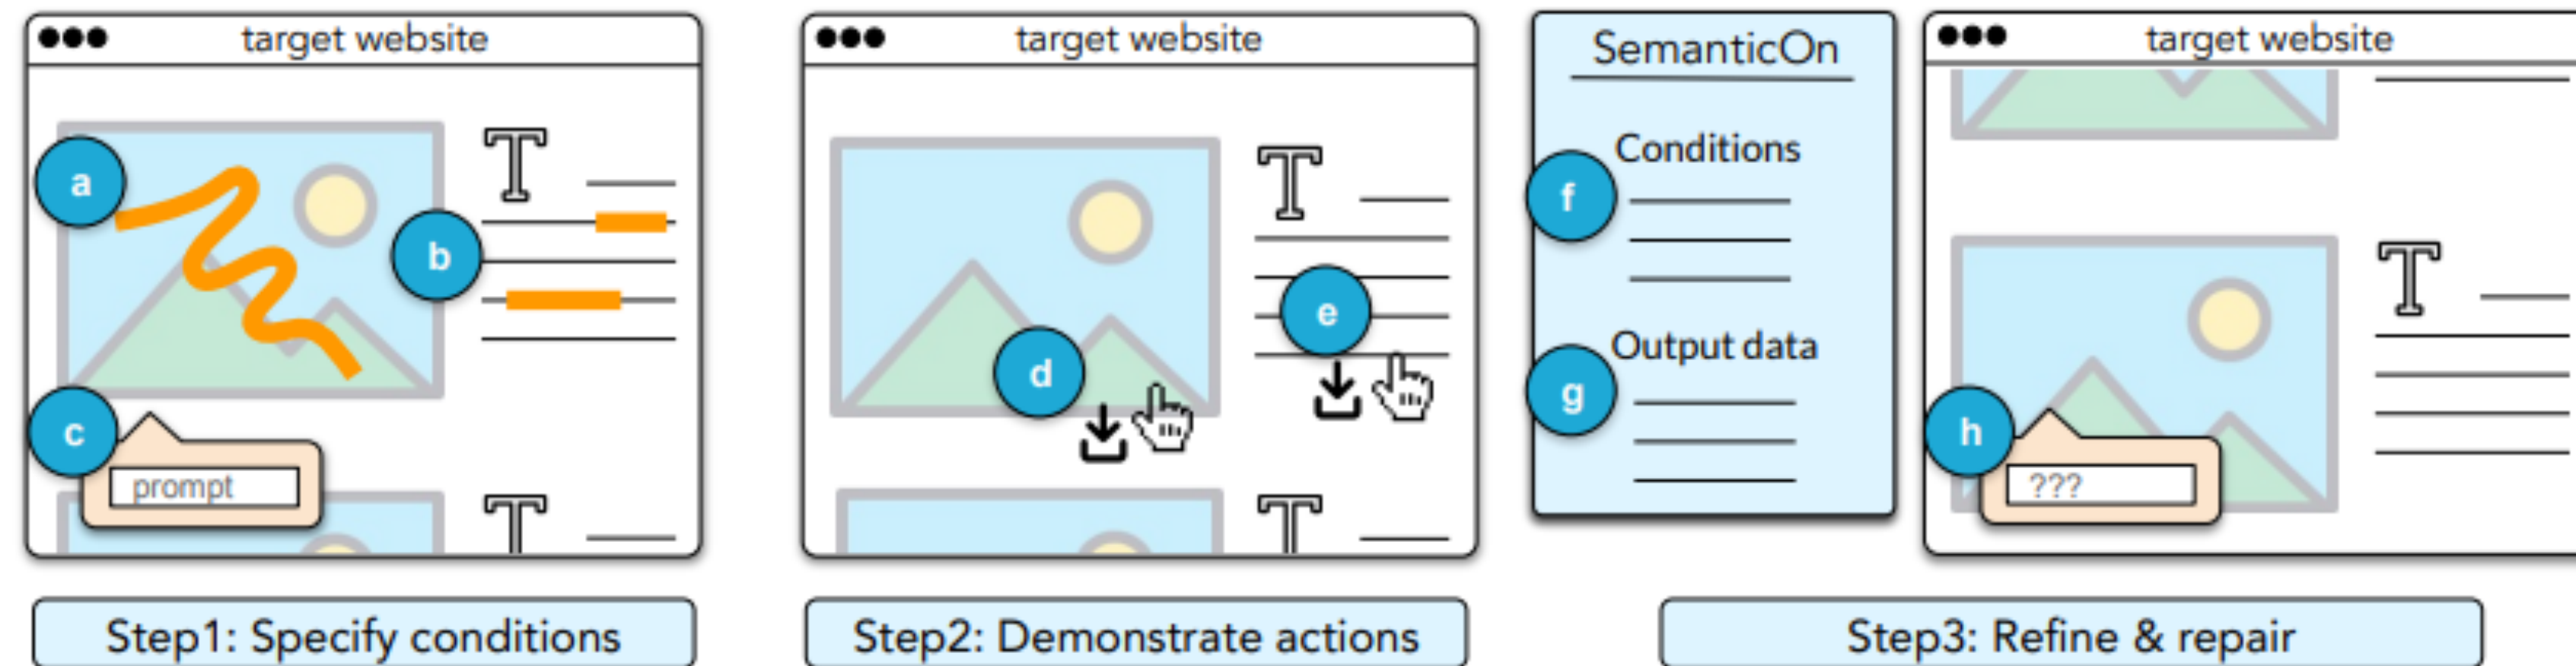 target website
a
T
b
c
prompt
T
Step1: Specify conditions
target website
T
e
d
T
Step2: Demonstrate actions
SemanticOn
Conditions
f
Output data
g
target website
T
h
???
Step3: Refine & repair